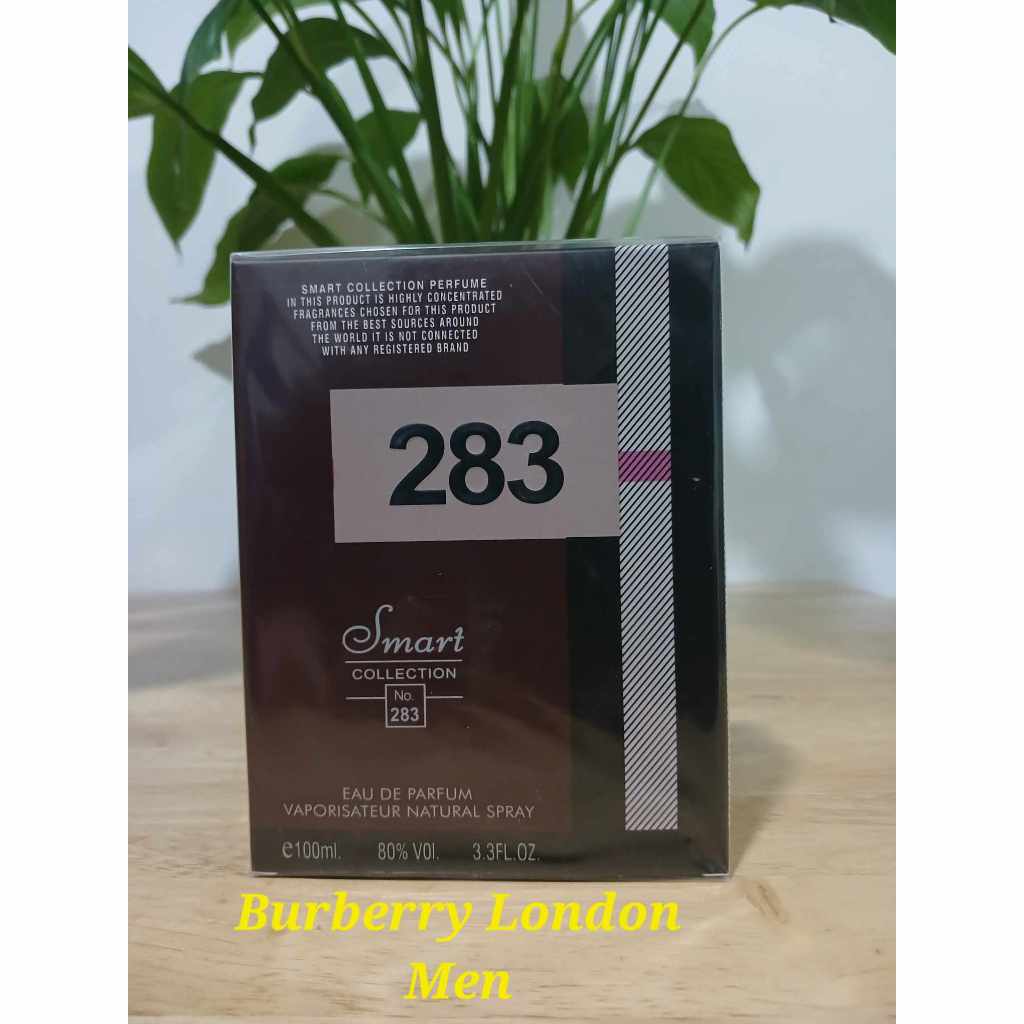 SMART COLLECTION PERFUME
IN THIS PRODUCT IS HIGHLY CONCENTRATED
FRAGRANCES CHOSEN FOR THIS PRODUCT
FROM THE BEST SOURCES AROUND
THE WORLD IT IS NOT CONNECTED
WITH ANY REGISTERED BRAND
283
Smart
COLLECTION
No.
283
EAU DE PARFUM
VAPORISATEUR NATURAL SPRAY
e100ml. 80% VOl. 3.3FL.OZ.
Burberry London
Men